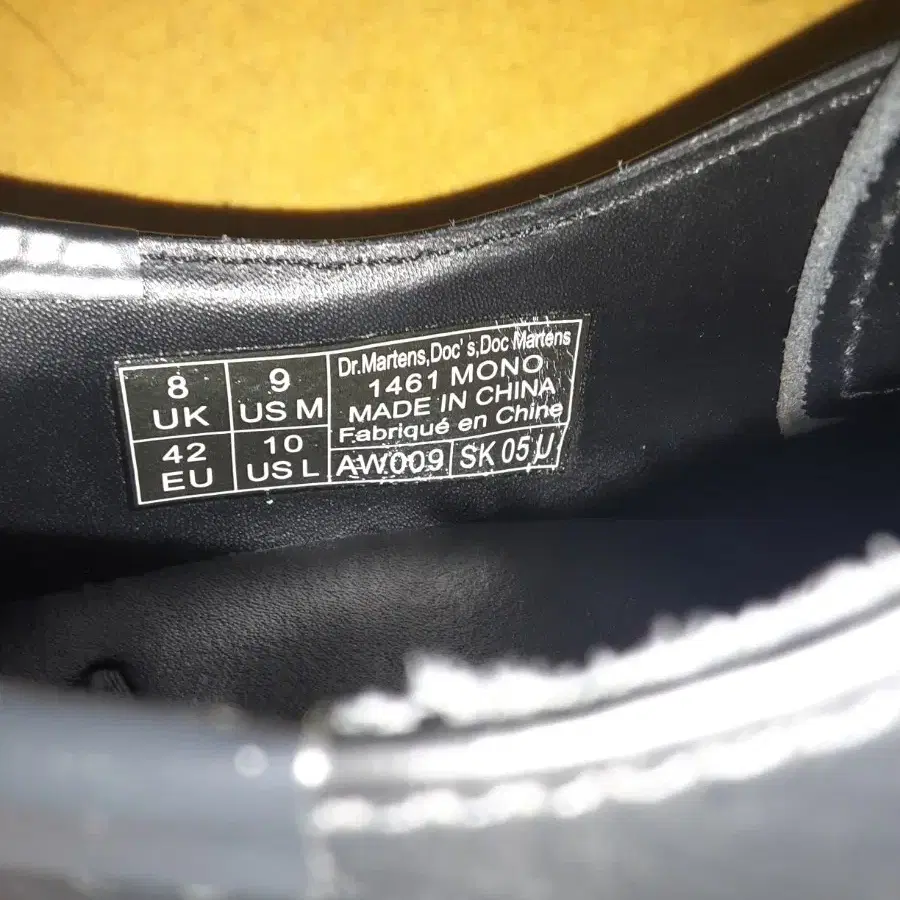 8
UK
9
US M
42
EU
10
US L
Dr.Martens,Doc's,Doc Martens
1461 MONO
MADE IN CHINA
Fabriqué en Chine
AW009
SK 05 U